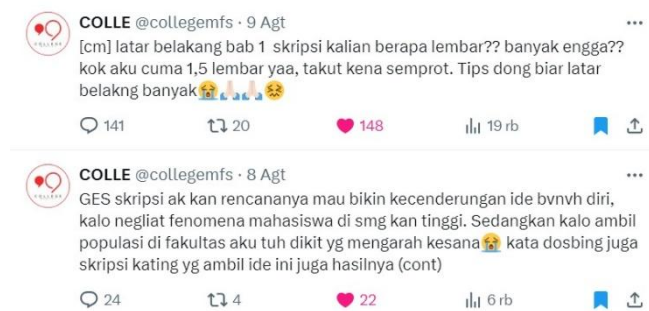 COLLE @collegemfs · 9 Agt
[cm] latar belakang bab 1 skripsi kalian berapa lembar?? banyak engga??
kok aku cuma 1,5 lembar yaa, takut kena semprot. Tips dong biar latar
belakng banyak😭🙏🏻🙏🏻😖
141 20 148 19 rb
COLLE @collegemfs · 8 Agt
GES skripsi ak kan rencananya mau bikin kecenderungan ide bvnvh diri,
kalo negliat fenomena mahasiswa di smg kan tinggi. Sedangkan kalo ambil
populasi di fakultas aku tuh dikit yg mengarah kesana😭 kata dosbing juga
skripsi kating yg ambil ide ini juga hasilnya (cont)
24 4 22 6 rb